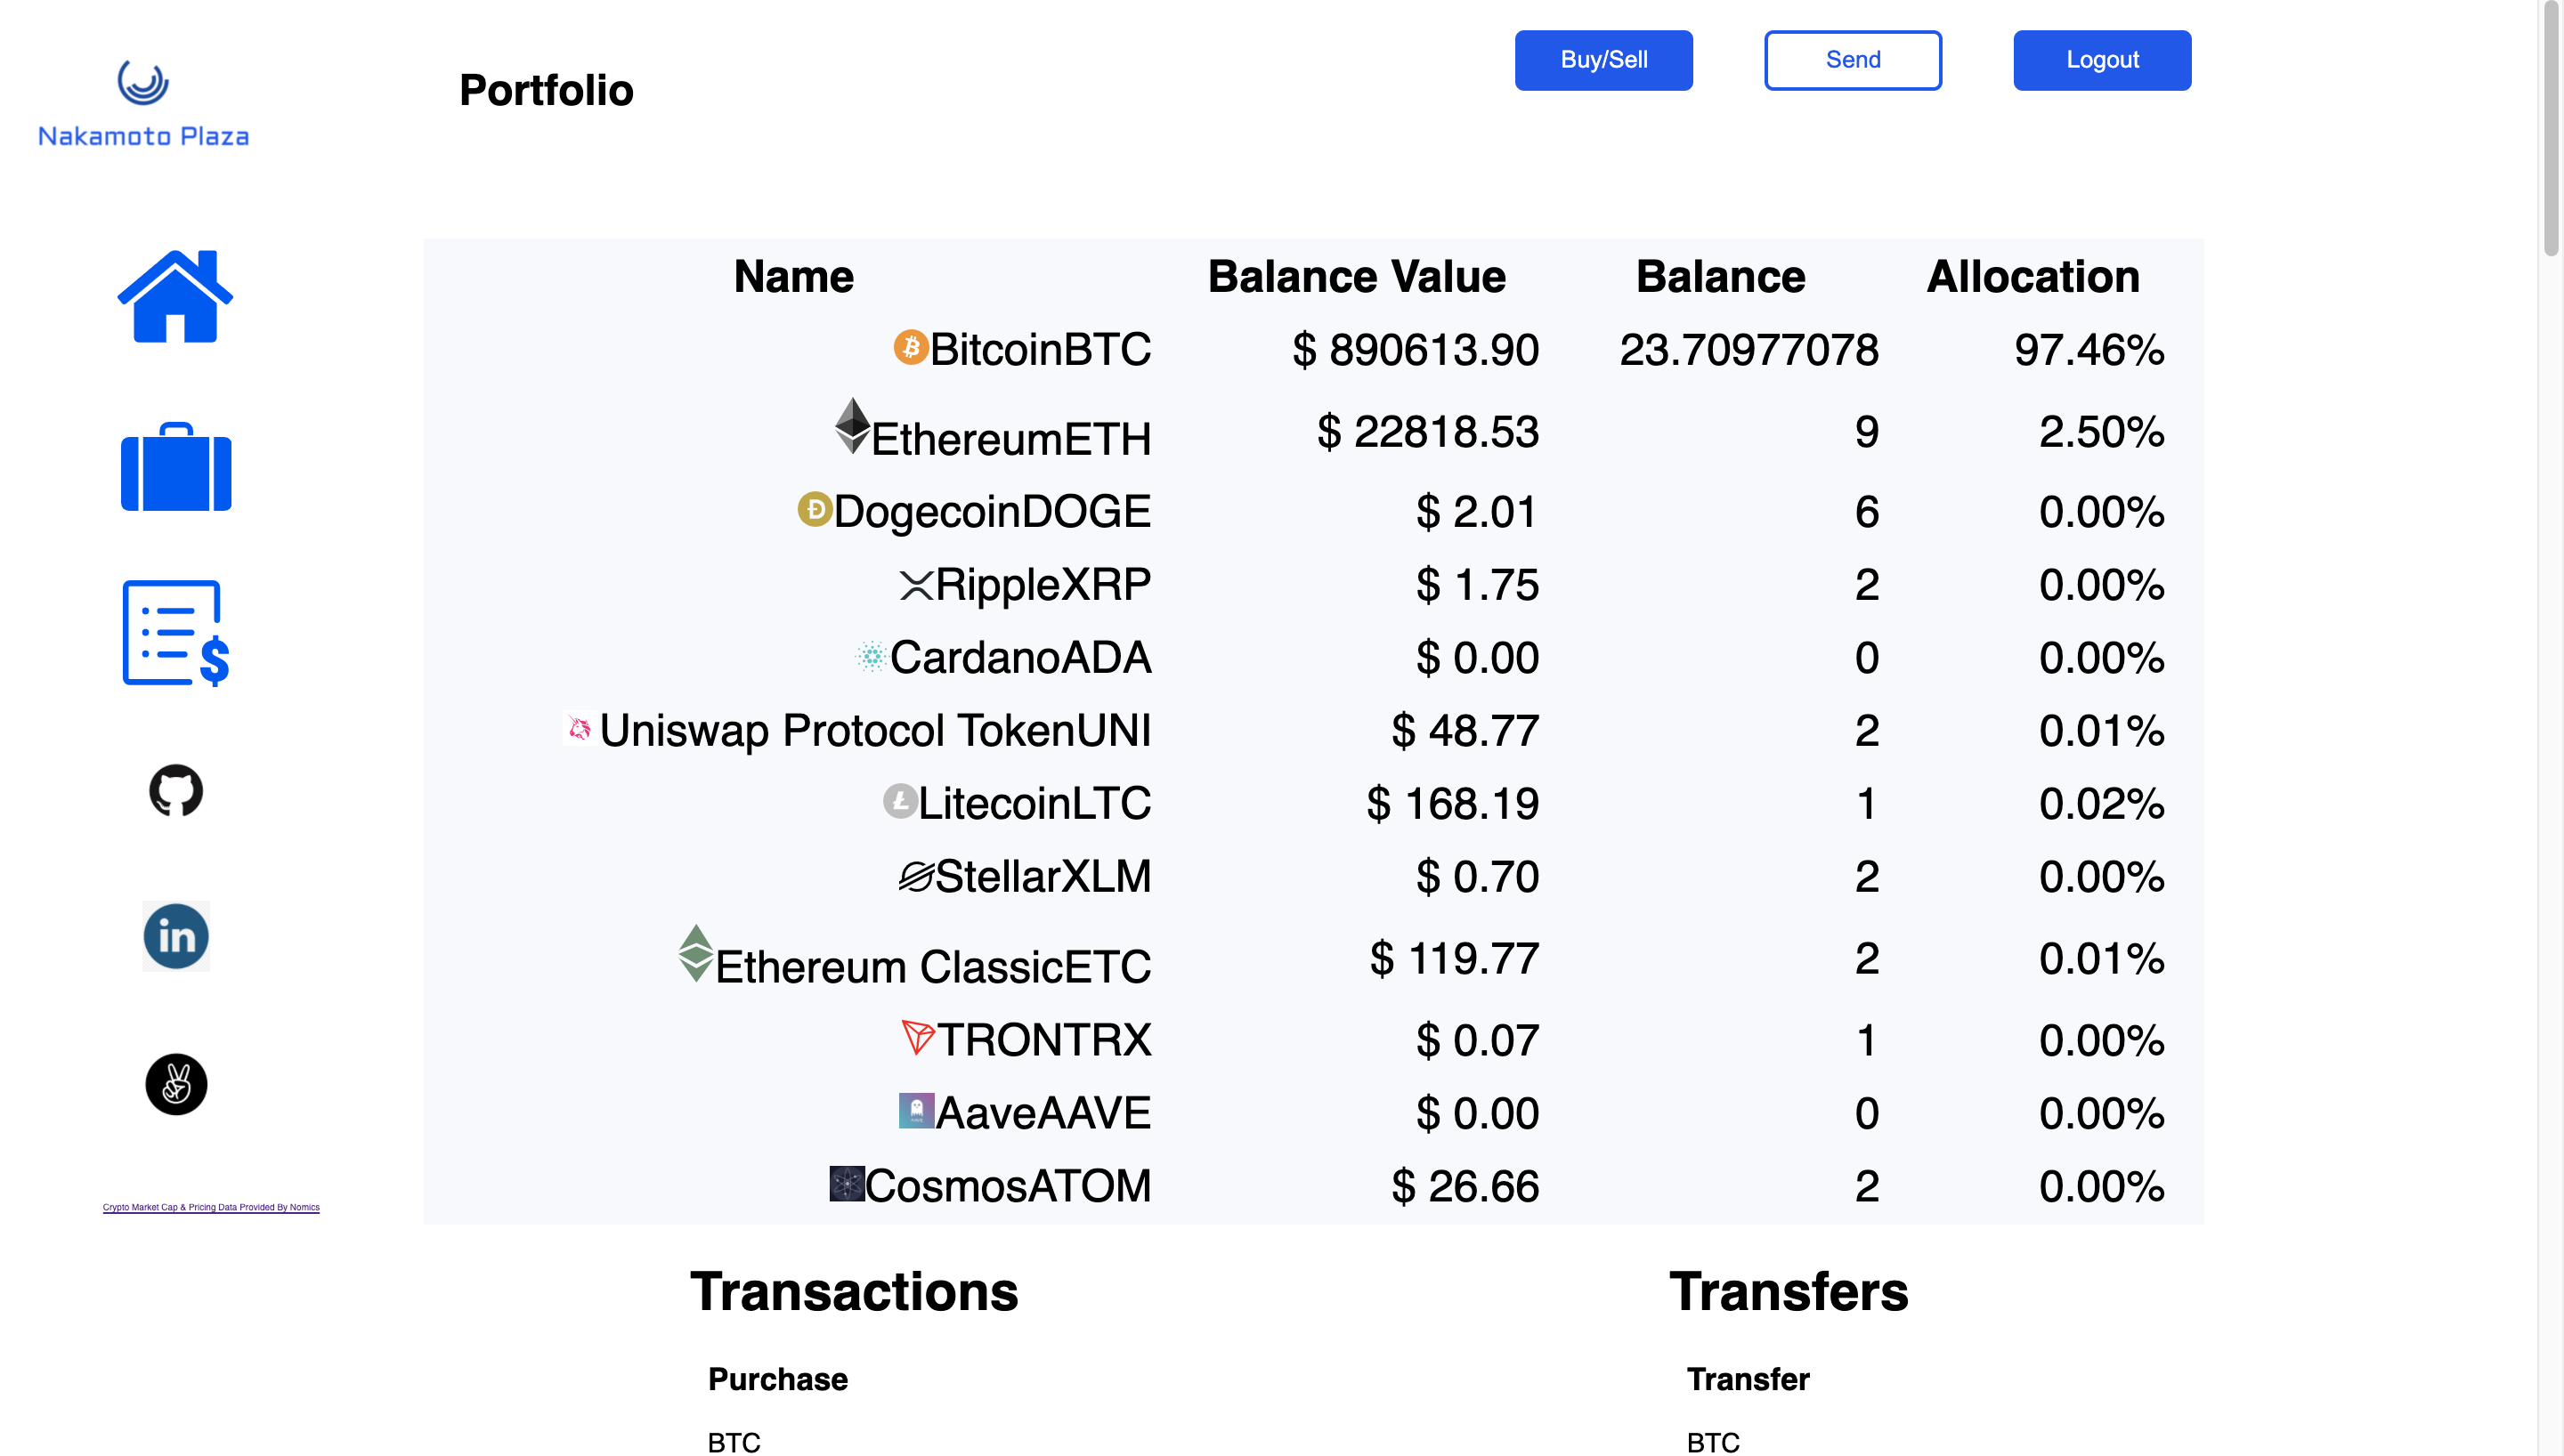 Nakamoto Plaza
Portfolio
Buy/Sell
Send
Logout
Name Balance Value Balance Allocation
BitcoinBTC $ 890613.90 23.70977078 97.46%
EthereumETH $ 22818.53 9 2.50%
DogecoinDOGE $ 2.01 6 0.00%
RippleXRP $ 1.75 2 0.00%
CardanoADA $ 0.00 0 0.00%
Uniswap Protocol TokenUNI $ 48.77 2 0.01%
LitecoinLTC $ 168.19 1 0.02%
StellarXLM $ 0.70 2 0.00%
Ethereum ClassicETC $ 119.77 2 0.01%
TRONTRX $ 0.07 1 0.00%
AaveAAVE $ 0.00 0 0.00%
CosmosATOM $ 26.66 2 0.00%
in
Crypto Market Cap & Pricing Data Provided By Nomics
Transactions
Purchase
BTC
Transfers
Transfer
BTC